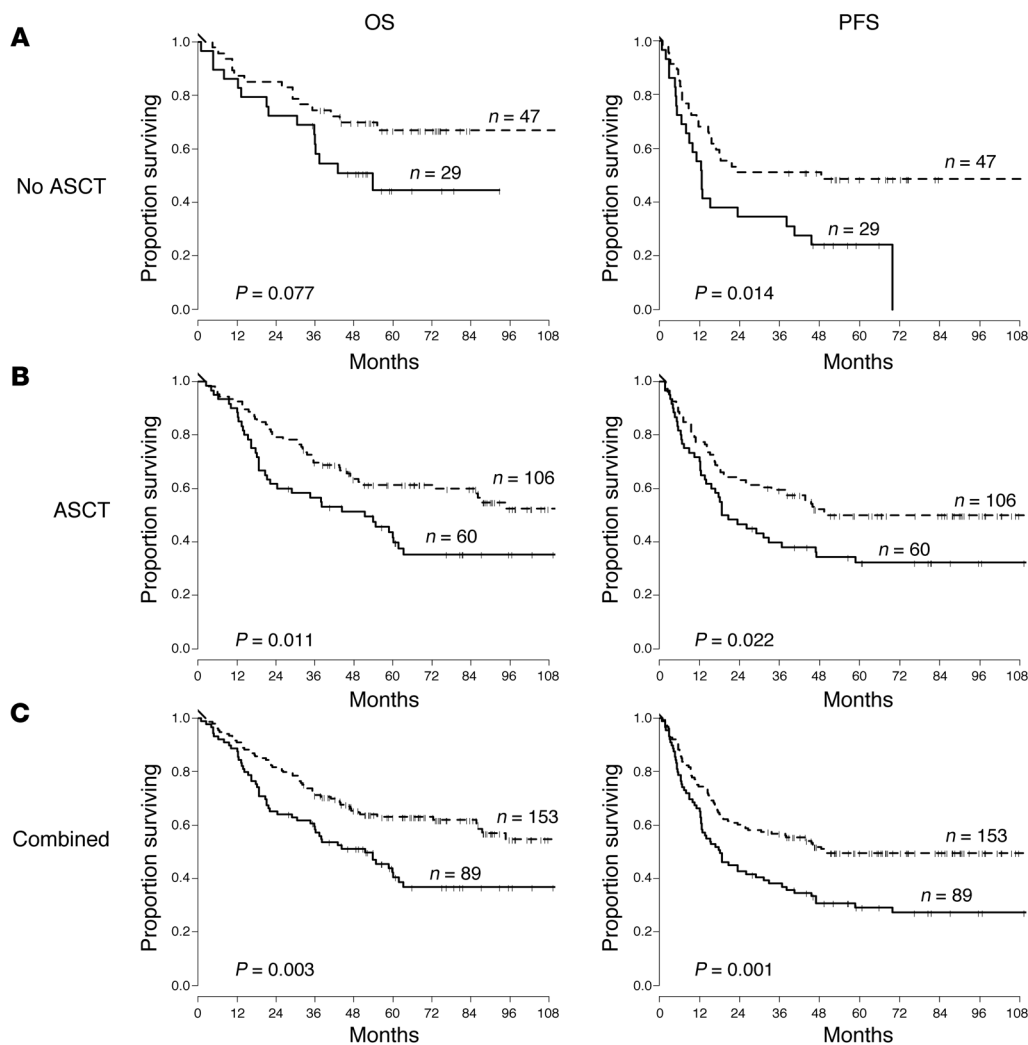 OS PFS
A
No ASCT
Proportion surviving
1.0
0.8
0.6
0.4
0.2
0.0
n = 47
n = 29
P = 0.077
0 12 24 36 48 60 72 84 96 108
Months
Proportion surviving
1.0
0.8
0.6
0.4
0.2
0.0
n = 47
n = 29
P = 0.014
0 12 24 36 48 60 72 84 96 108
Months
B
ASCT
Proportion surviving
1.0
0.8
0.6
0.4
0.2
0.0
n = 106
n = 60
P = 0.011
0 12 24 36 48 60 72 84 96 108
Months
Proportion surviving
1.0
0.8
0.6
0.4
0.2
0.0
n = 106
n = 60
P = 0.022
0 12 24 36 48 60 72 84 96 108
Months
C
Combined
Proportion surviving
1.0
0.8
0.6
0.4
0.2
0.0
n = 153
n = 89
P = 0.003
0 12 24 36 48 60 72 84 96 108
Months
Proportion surviving
1.0
0.8
0.6
0.4
0.2
0.0
n = 153
n = 89
P = 0.001
0 12 24 36 48 60 72 84 96 108
Months